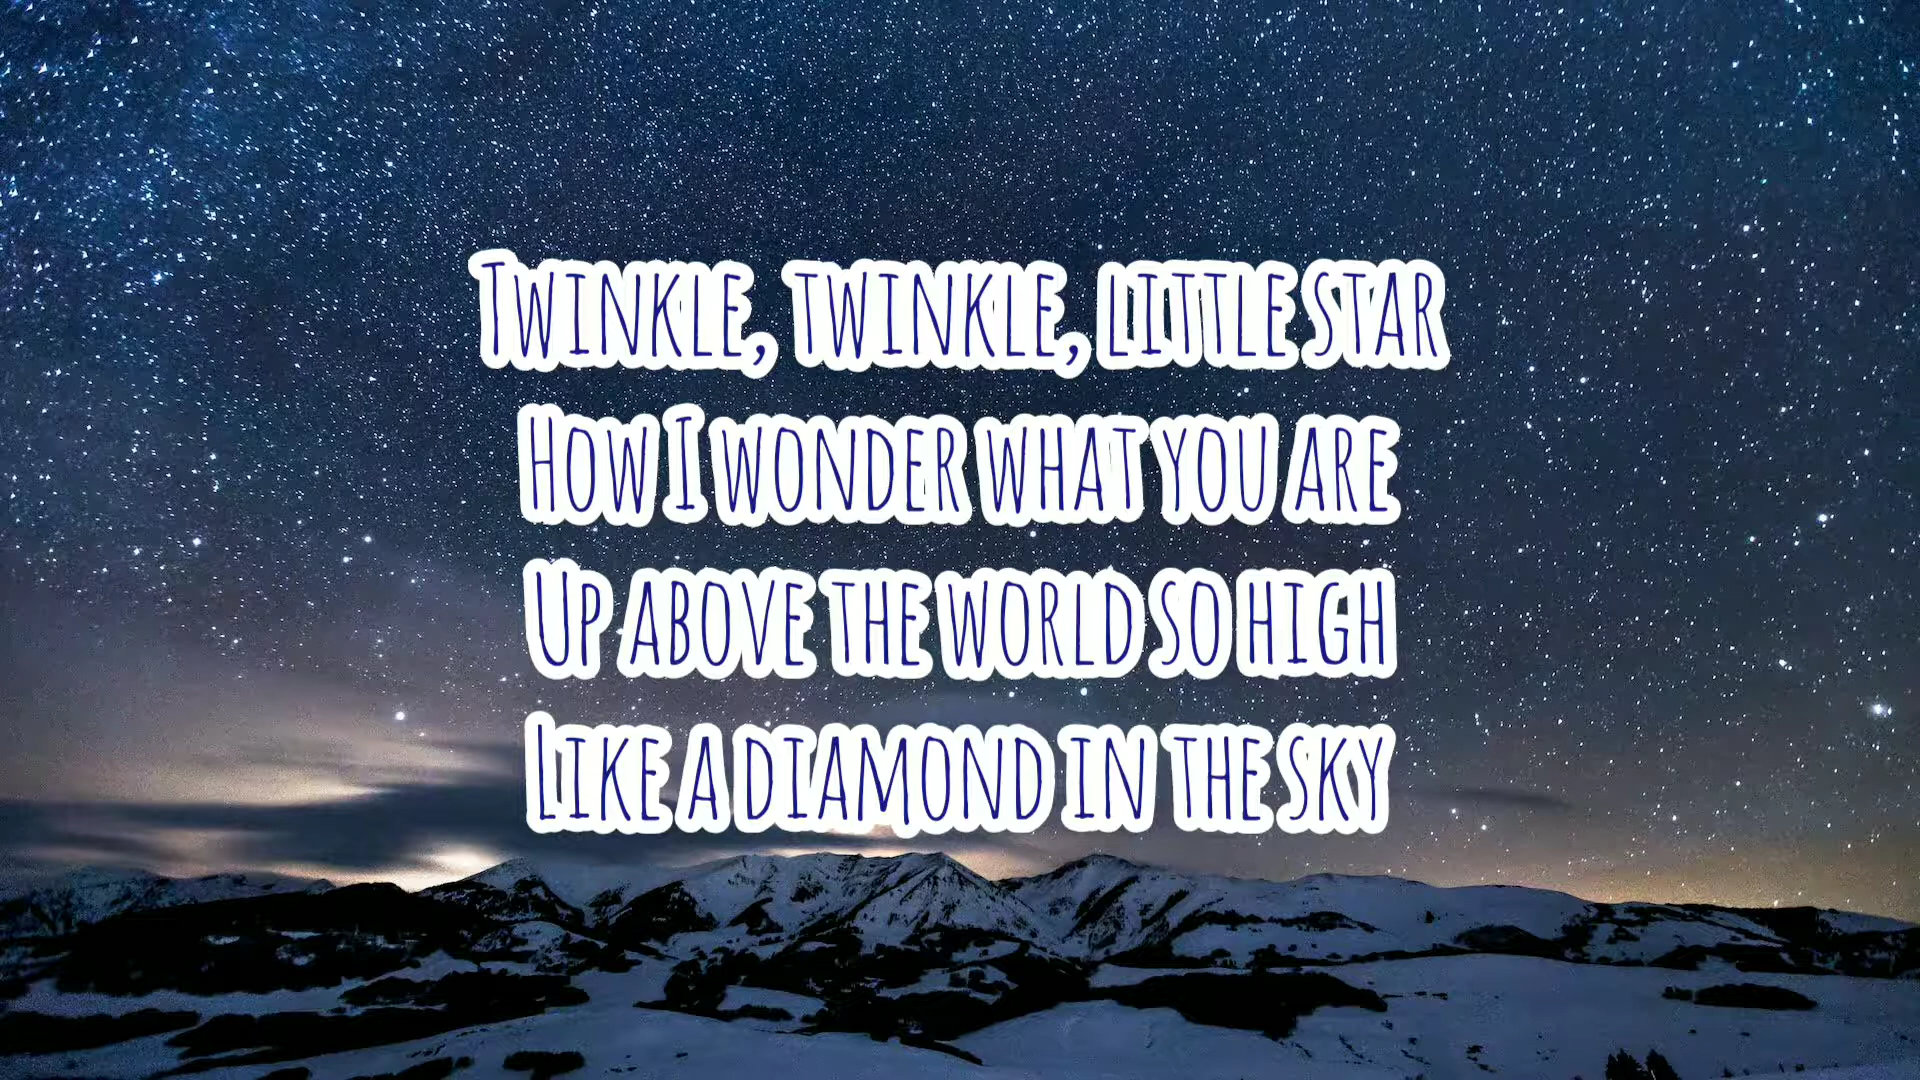 Twinkle, twinkle, little star
How I wonder what you are
Up above the world so high
Like a diamond in the sky